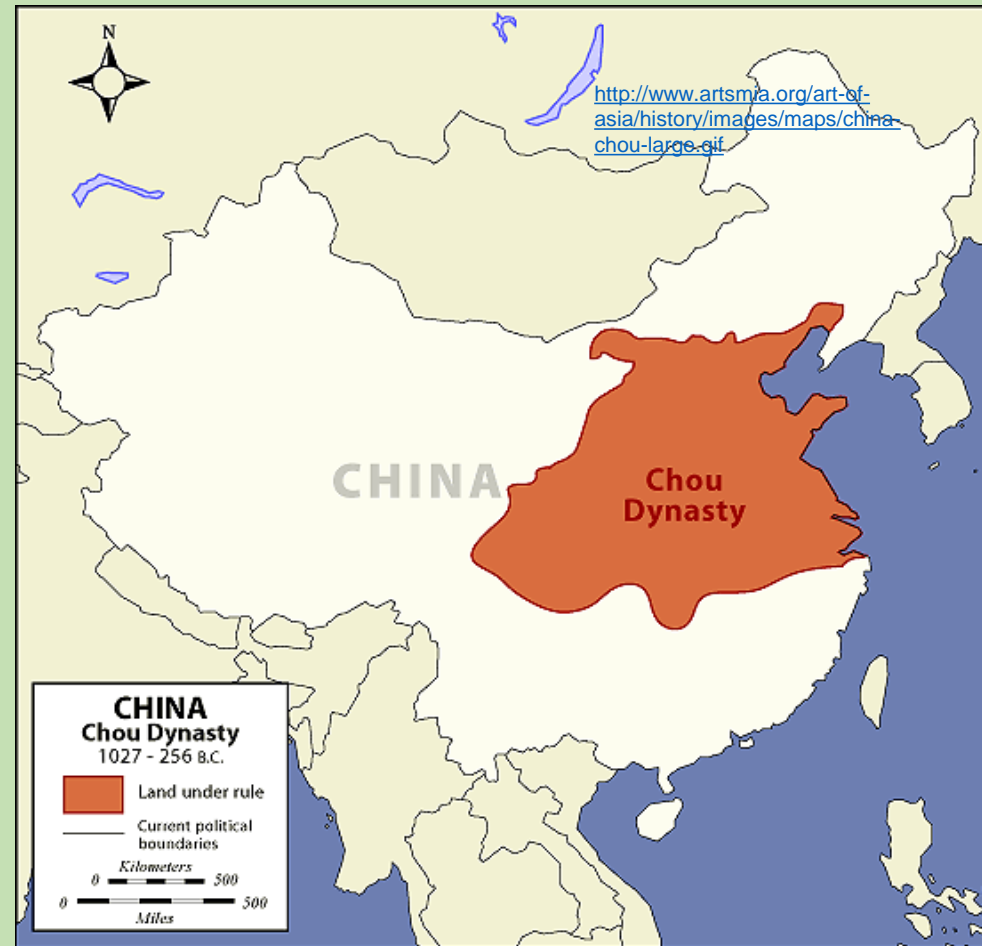 N
http://www.artsmia.org/art-of-
asia/history/images/maps/china-
chou-large.gif
CHINA
Chou
Dynasty
CHINA
Chou Dynasty
1027 - 256 B.C.
Land under rule
Current political
boundaries
Kilometers
0 500
0 500
Miles